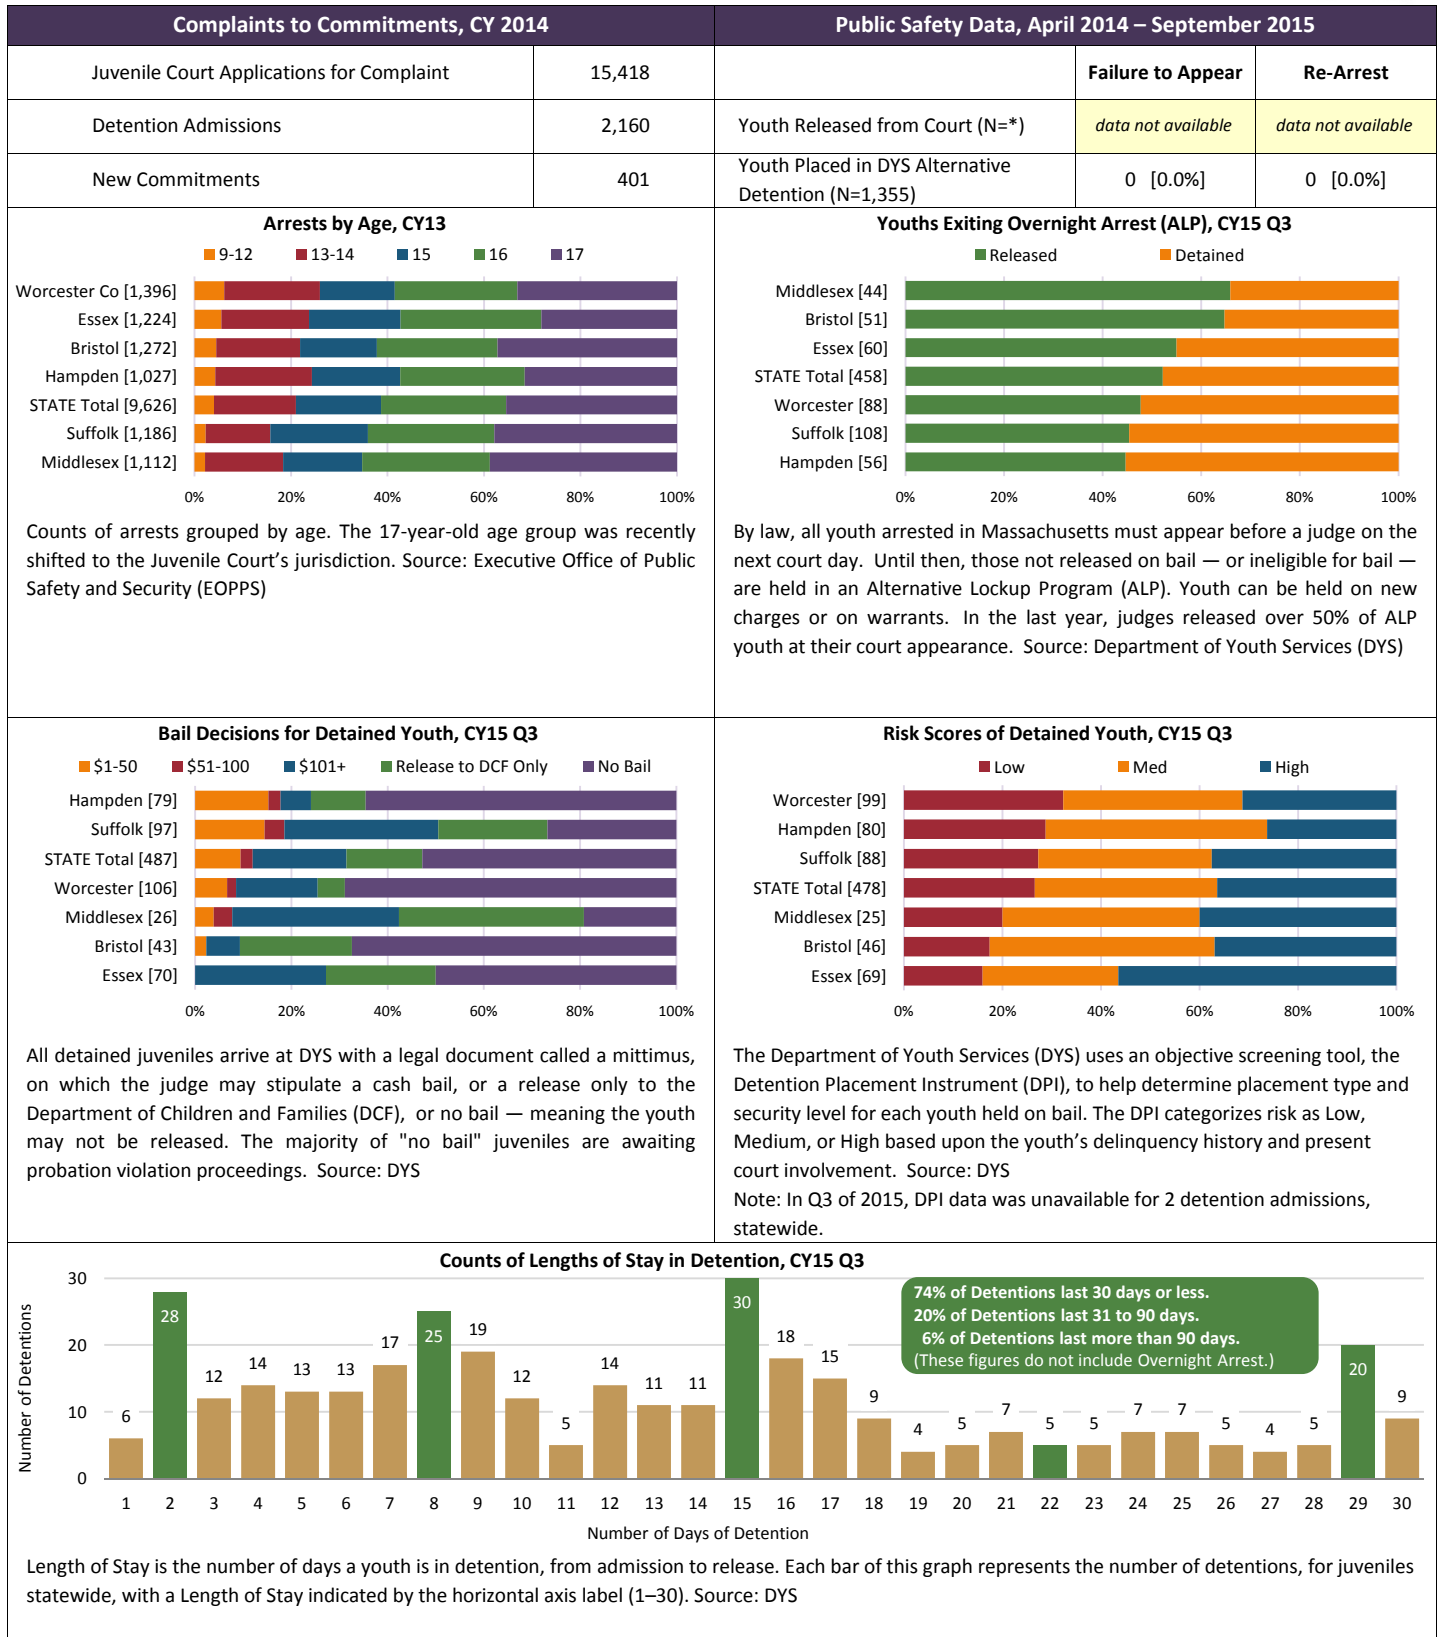 Complaints to Commitments, CY 2014
Juvenile Court Applications for Complaint 15,418
Detention Admissions 2,160
New Commitments 401
Public Safety Data, April 2014 – September 2015
Failure to Appear Re-Arrest
Youth Released from Court (N=*) data not available data not available
Youth Placed in DYS Alternative
Detention (N=1,355) 0 [0.0%] 0 [0.0%]
Arrests by Age, CY13
9-12 13-14 15 16 17
Worcester Co [1,396]
Essex [1,224]
Bristol [1,272]
Hampden [1,027]
STATE Total [9,626]
Suffolk [1,186]
Middlesex [1,112]
0% 20% 40% 60% 80% 100%
Counts of arrests grouped by age. The 17-year-old age group was recently
shifted to the Juvenile Court’s jurisdiction. Source: Executive Office of Public
Safety and Security (EOPPS)
Youths Exiting Overnight Arrest (ALP), CY15 Q3
Released Detained
Middlesex [44]
Bristol [51]
Essex [60]
STATE Total [458]
Worcester [88]
Suffolk [108]
Hampden [56]
0% 20% 40% 60% 80% 100%
By law, all youth arrested in Massachusetts must appear before a judge on the
next court day. Until then, those not released on bail — or ineligible for bail —
are held in an Alternative Lockup Program (ALP). Youth can be held on new
charges or on warrants. In the last year, judges released over 50% of ALP
youth at their court appearance. Source: Department of Youth Services (DYS)
Bail Decisions for Detained Youth, CY15 Q3
$1-50 $51-100 $101+ Release to DCF Only No Bail
Hampden [79]
Suffolk [97]
STATE Total [487]
Worcester [106]
Middlesex [26]
Bristol [43]
Essex [70]
0% 20% 40% 60% 80% 100%
All detained juveniles arrive at DYS with a legal document called a mittimus,
on which the judge may stipulate a cash bail, or a release only to the
Department of Children and Families (DCF), or no bail — meaning the youth
may not be released. The majority of "no bail" juveniles are awaiting
probation violation proceedings. Source: DYS
Risk Scores of Detained Youth, CY15 Q3
Low Med High
Worcester [99]
Hampden [80]
Suffolk [88]
STATE Total [478]
Middlesex [25]
Bristol [46]
Essex [69]
0% 20% 40% 60% 80% 100%
The Department of Youth Services (DYS) uses an objective screening tool, the
Detention Placement Instrument (DPI), to help determine placement type and
security level for each youth held on bail. The DPI categorizes risk as Low,
Medium, or High based upon the youth’s delinquency history and present
court involvement. Source: DYS
Note: In Q3 of 2015, DPI data was unavailable for 2 detention admissions,
statewide.
Counts of Lengths of Stay in Detention, CY15 Q3
Number of Detentions
30
20
10
0
74% of Detentions last 30 days or less.
20% of Detentions last 31 to 90 days.
6% of Detentions last more than 90 days.
(These figures do not include Overnight Arrest.)
6 28 12 14 13 13 17 25 19 12 5 14 11 11 30 18 15 9 4 5 7 5 5 7 7 5 4 5 20 9
1 2 3 4 5 6 7 8 9 10 11 12 13 14 15 16 17 18 19 20 21 22 23 24 25 26 27 28 29 30
Number of Days of Detention
Length of Stay is the number of days a youth is in detention, from admission to release. Each bar of this graph represents the number of detentions, for juveniles
statewide, with a Length of Stay indicated by the horizontal axis label (1–30). Source: DYS